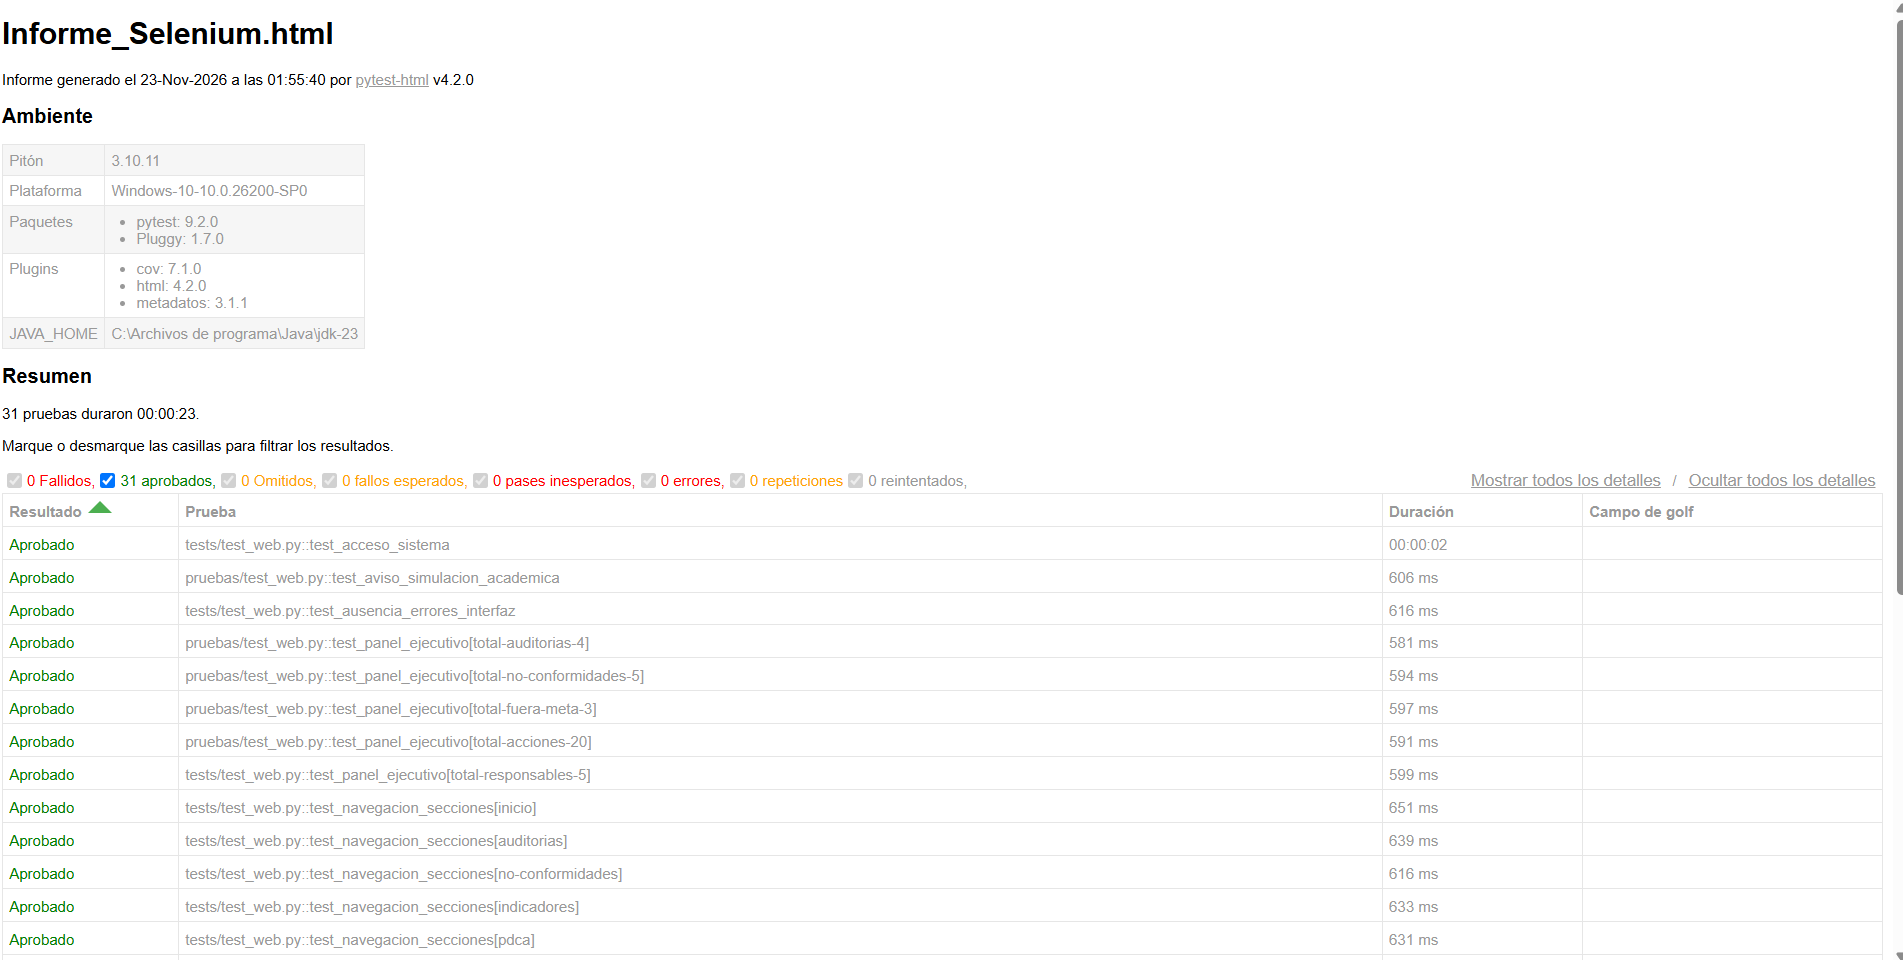 Informe_Selenium.html
Informe generado el 23-Nov-2026 a las 01:55:40 por pytest-html v4.2.0
Ambiente
Pitón 3.10.11
Plataforma Windows-10-10.0.26200-SP0
Paquetes
pytest: 9.2.0
Pluggy: 1.7.0
Plugins
cov: 7.1.0
html: 4.2.0
metadatos: 3.1.1
JAVA_HOME C:\Archivos de programa\Java\jdk-23
Resumen
31 pruebas duraron 00:00:23.
Marque o desmarque las casillas para filtrar los resultados.
0 Fallidos, 31 aprobados, 0 Omitidos, 0 fallos esperados, 0 pases inesperados, 0 errores, 0 repeticiones 0 reintentados, Mostrar todos los detalles / Ocultar todos los detalles
Resultado Prueba Duración Campo de golf
Aprobado tests/test_web.py::test_acceso_sistema 00:00:02
Aprobado pruebas/test_web.py::test_aviso_simulacion_academica 606 ms
Aprobado tests/test_web.py::test_ausencia_errores_interfaz 616 ms
Aprobado pruebas/test_web.py::test_panel_ejecutivo[total-auditorias-4] 581 ms
Aprobado pruebas/test_web.py::test_panel_ejecutivo[total-no-conformidades-5] 594 ms
Aprobado pruebas/test_web.py::test_panel_ejecutivo[total-fuera-meta-3] 597 ms
Aprobado pruebas/test_web.py::test_panel_ejecutivo[total-acciones-20] 591 ms
Aprobado tests/test_web.py::test_panel_ejecutivo[total-responsables-5] 599 ms
Aprobado tests/test_web.py::test_navegacion_secciones[inicio] 651 ms
Aprobado tests/test_web.py::test_navegacion_secciones[auditorias] 639 ms
Aprobado tests/test_web.py::test_navegacion_secciones[no-conformidades] 616 ms
Aprobado tests/test_web.py::test_navegacion_secciones[indicadores] 633 ms
Aprobado tests/test_web.py::test_navegacion_secciones[pdca] 631 ms